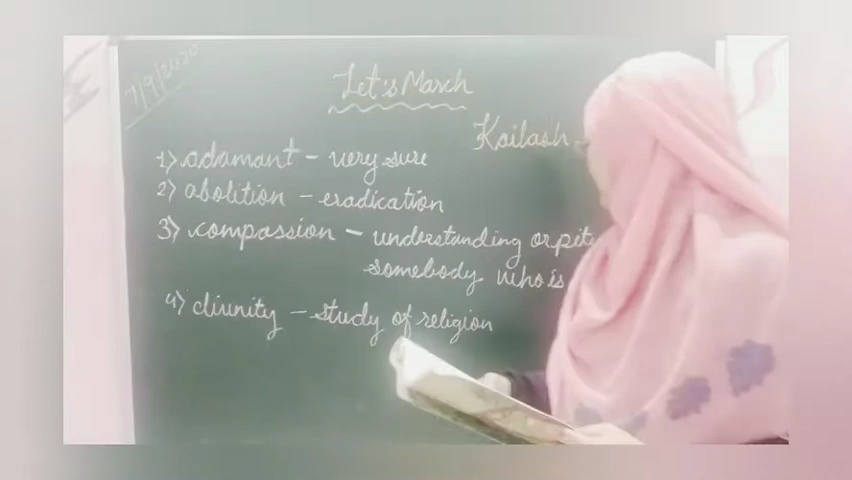 7/9/2020
Let's March
Kailash
1) adamant - very sure
2) abolition - eradication
3) compassion - understanding or
somebody who is
4) divinity - study of religion